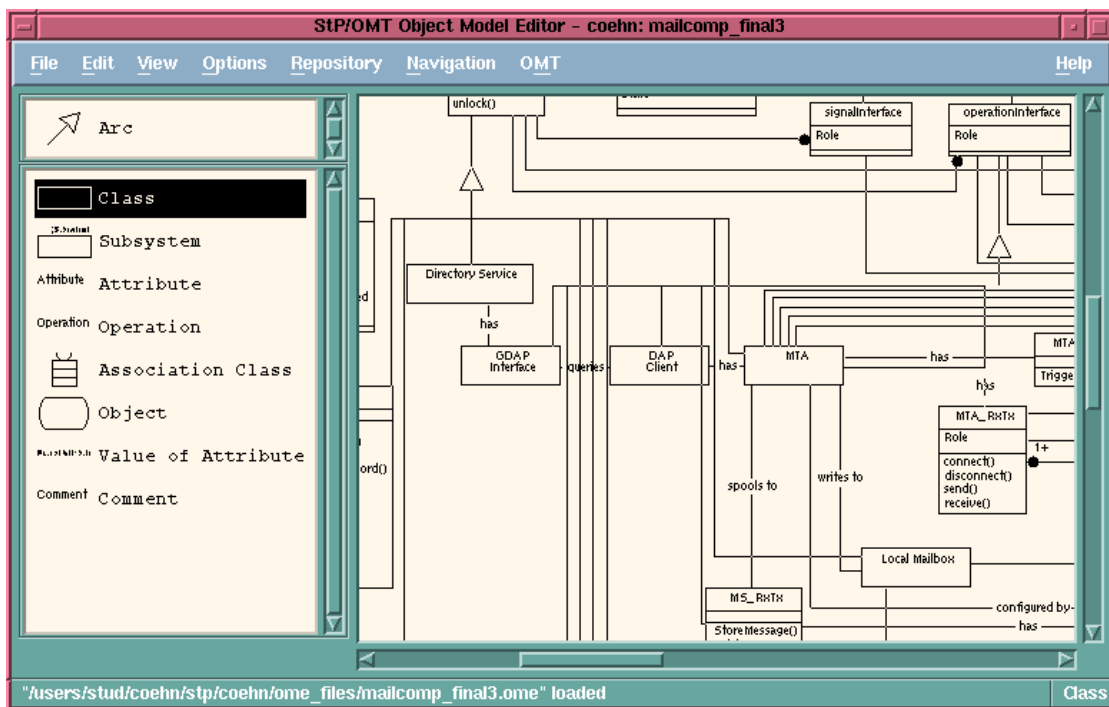 StP/OMT Object Model Editor - coehn: mailcomp_final3
File Edit View Options Repository Navigation OMT Help
Arc
Class
Subsystem
Attribute Attribute
Operation Operation
Association Class
Object
Value of Attribute
Comment Comment
unlock()
signalInterface
Role
operationInterface
Role
Directory Service
has
GDAP
Interface
queries
DAP
Client
has
MTA
has
MTA
Trigge
has
MTA_RxTx
Role
connect()
disconnect()
send()
receive()
1+
ord()
spools to
writes to
Local Mailbox
MS_RxTx
StoreMessage()
configured by
has
"/users/stud/coehn/stp/coehn/ome_files/mailcomp_final3.ome" loaded
Class